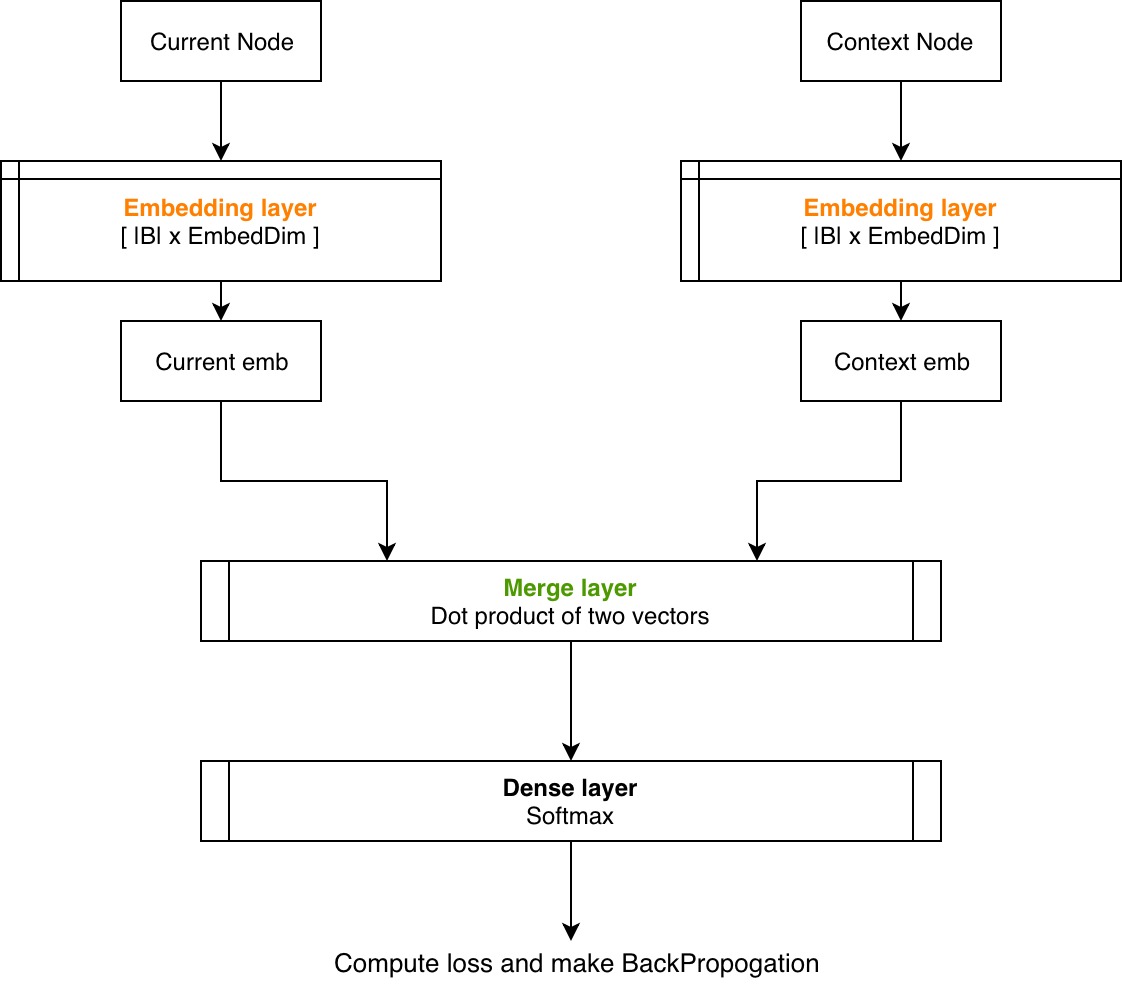 Current Node
Context Node
Embedding layer
[ |B| x EmbedDim ]
Embedding layer
[ |B| x EmbedDim ]
Current emb
Context emb
Merge layer
Dot product of two vectors
Dense layer
Softmax
Compute loss and make BackPropogation